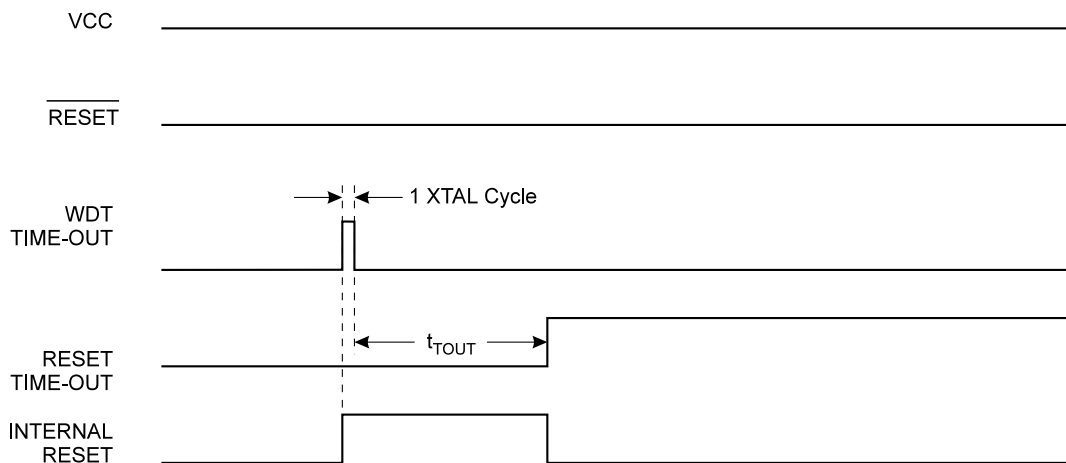 VCC
RESET
1 XTAL Cycle
WDT
TIME-OUT
tTOUT
RESET
TIME-OUT
INTERNAL
RESET